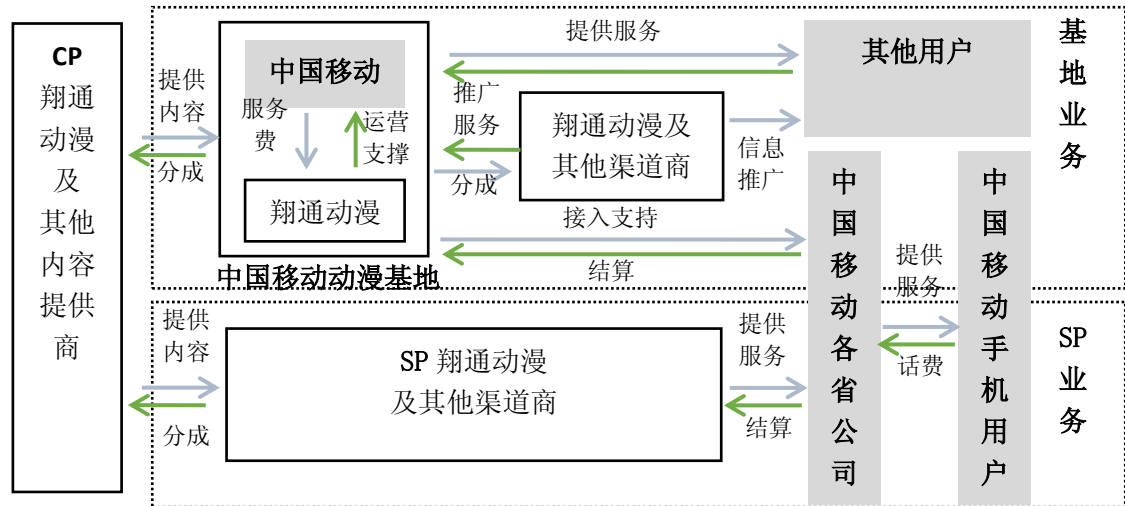 CP
翔通
动漫
及
其他
内容
提供
商
提供
内容
分成
中国移动
服务
费
运营
支撑
翔通动漫
中国移动动漫基地
提供服务
推广
服务
分成
翔通动漫及
其他渠道商
信息
推广
接入支持
结算
其他用户
基
地
业
务
中
国
移
动
各
省
公
司
提供
服务
话费
中
国
移
动
手
机
用
户
提供
内容
分成
SP 翔通动漫
及其他渠道商
提供
服务
结算
SP
业
务